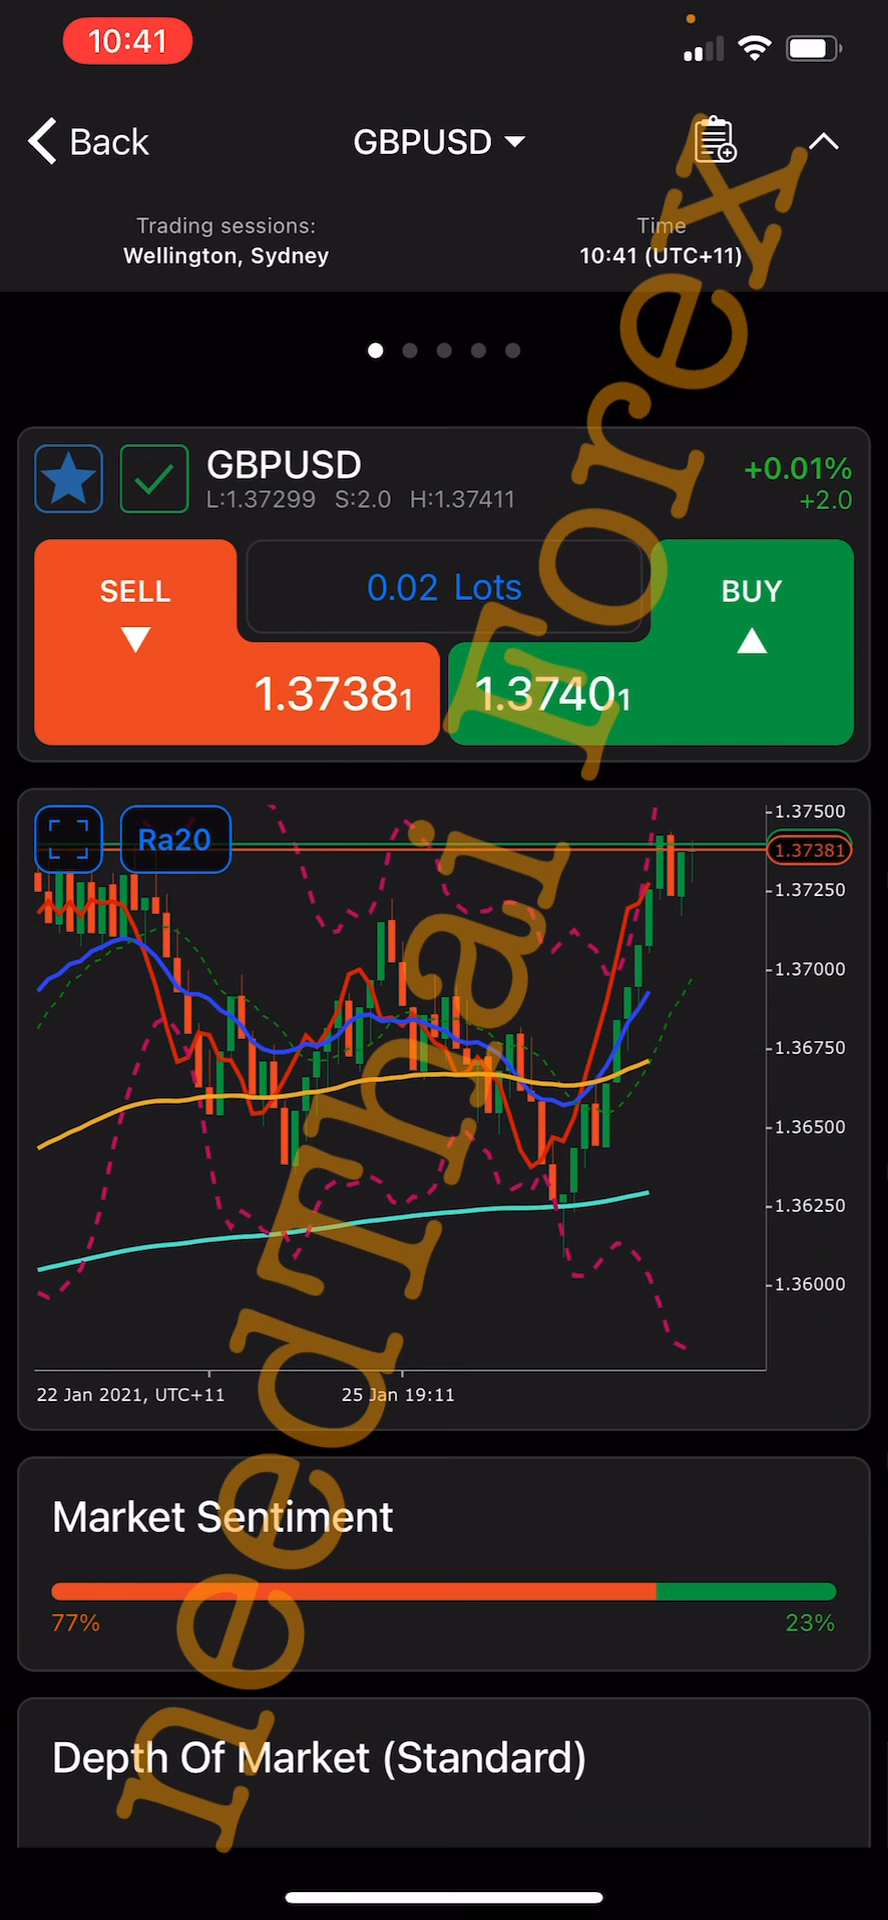 10:41
Back
GBPUSD
Trading sessions:
Wellington, Sydney
Time
10:41 (UTC+11)
GBPUSD
L:1.37299 S:2.0 H:1.37411
+0.01%
+2.0
SELL
0.02 Lots
BUY
1.37381
1.37401
Ra20
1.37500
1.37381
1.37250
1.37000
1.36750
1.36500
1.36250
1.36000
22 Jan 2021, UTC+11
25 Jan 19:11
Market Sentiment
77%
23%
Depth Of Market (Standard)
needThai Forex